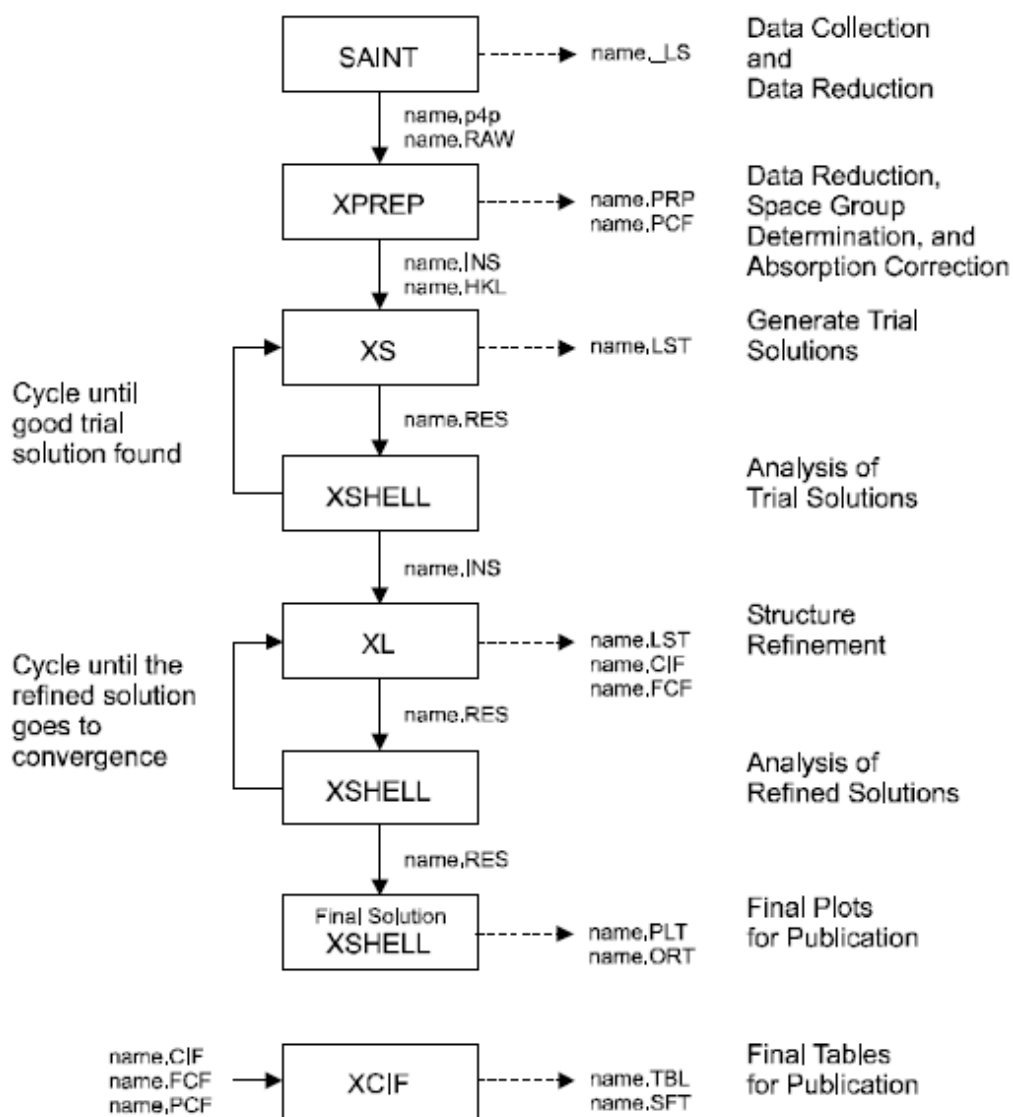 SAINT
name._LS
Data Collection
and
Data Reduction
name.p4p
name.RAW
XPREP
name.PRP
name.PCF
Data Reduction,
Space Group
Determination, and
Absorption Correction
name.INS
name.HKL
XS
name.LST
Generate Trial
Solutions
Cycle until
good trial
solution found
name.RES
XSHELL
Analysis of
Trial Solutions
name.INS
XL
name.LST
name.CIF
name.FCF
Structure
Refinement
Cycle until the
refined solution
goes to
convergence
name.RES
XSHELL
Analysis of
Refined Solutions
name.RES
Final Solution
XSHELL
name.PLT
name.ORT
Final Plots
for Publication
name.CIF
name.FCF
name.PCF
XCIF
name.TBL
name.SFT
Final Tables
for Publication